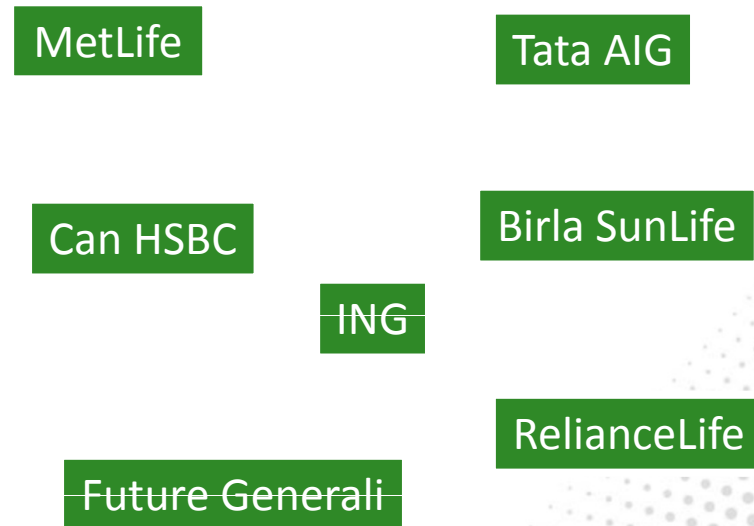 MetLife
Tata AIG
Can HSBC
Birla SunLife
ING
RelianceLife
Future Generali